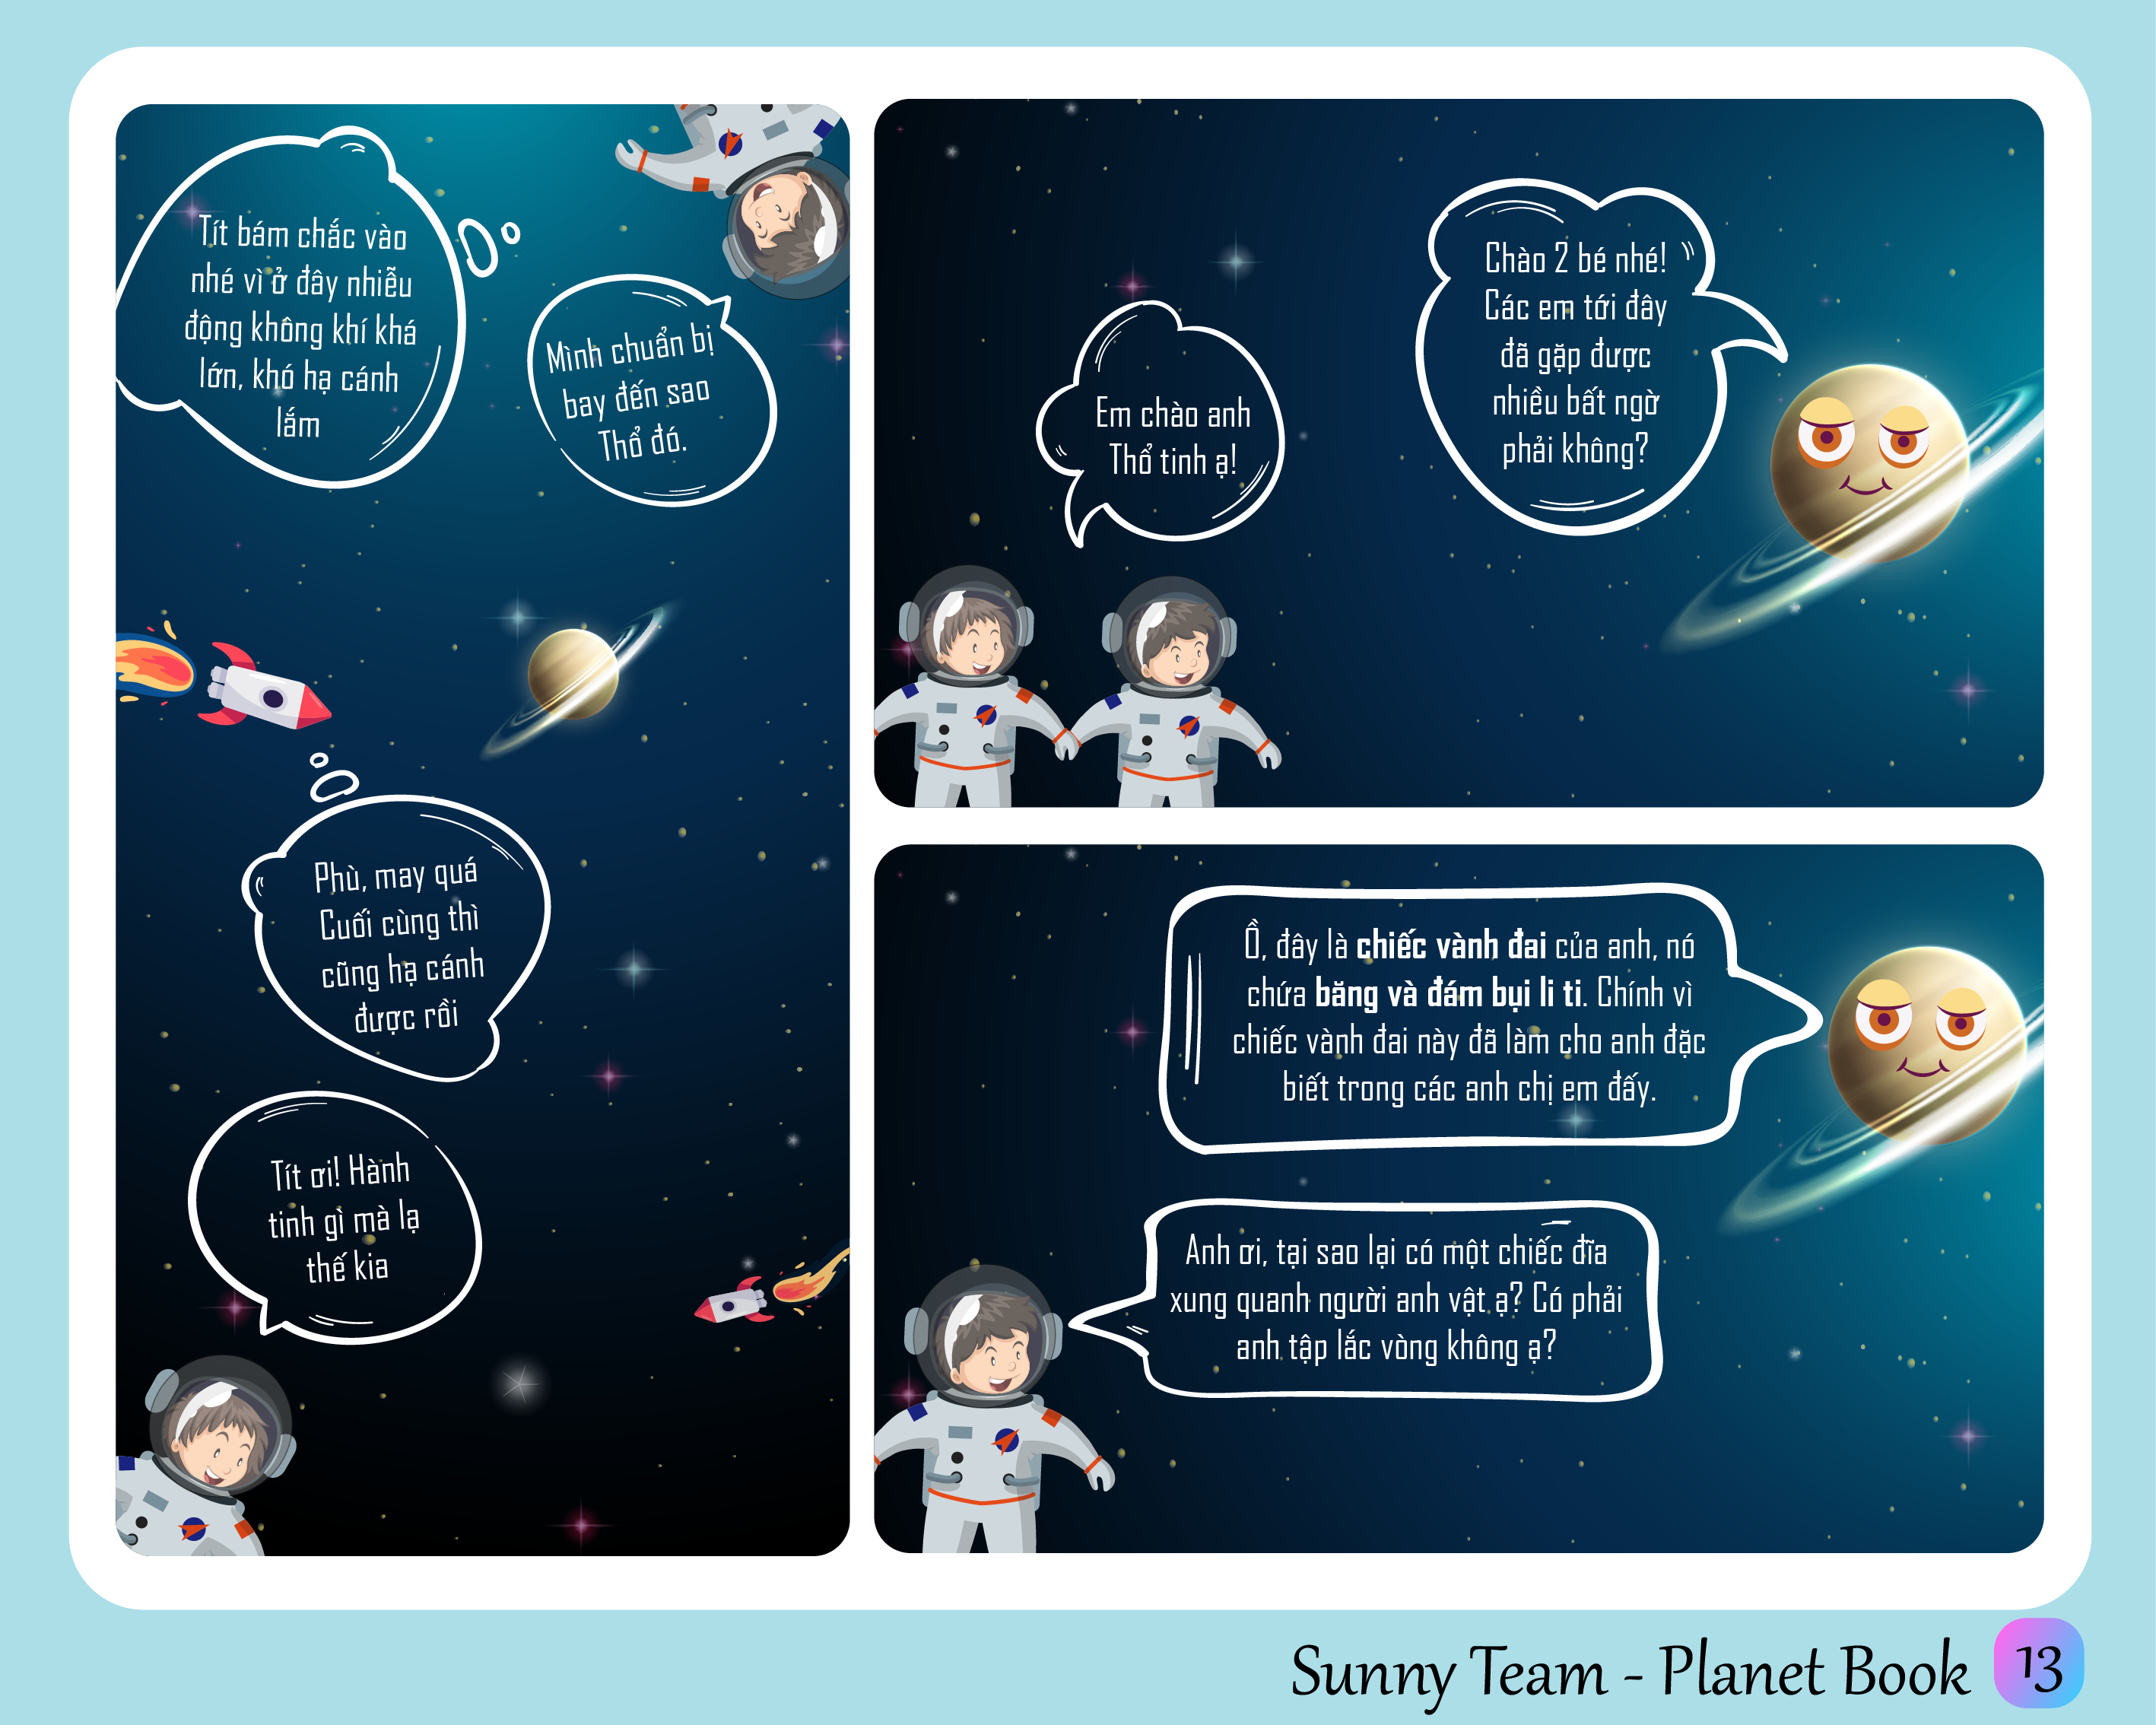 Tít bám chắc vào
nhé vì ở đây nhiễu
động không khí khá
lớn, khó hạ cánh
lắm
Mình chuẩn bị
bay đến sao
Thổ đó.
Phù, may quá
Cuối cùng thì
cũng hạ cánh
được rồi
Tít ơi! Hành
tinh gì mà lạ
thế kia
Em chào anh
Thổ tinh ạ!
Chào 2 bé nhé!
Các em tới đây
đã gặp được
nhiều bất ngờ
phải không?
Ồ, đây là chiếc vành đai của anh, nó
chứa băng và đám bụi li ti. Chính vì
chiếc vành đai này đã làm cho anh đặc
biết trong các anh chị em đấy.
Anh ơi, tại sao lại có một chiếc đĩa
xung quanh người anh vật ạ? Có phải
anh tập lắc vòng không ạ?
Sunny Team - Planet Book 13